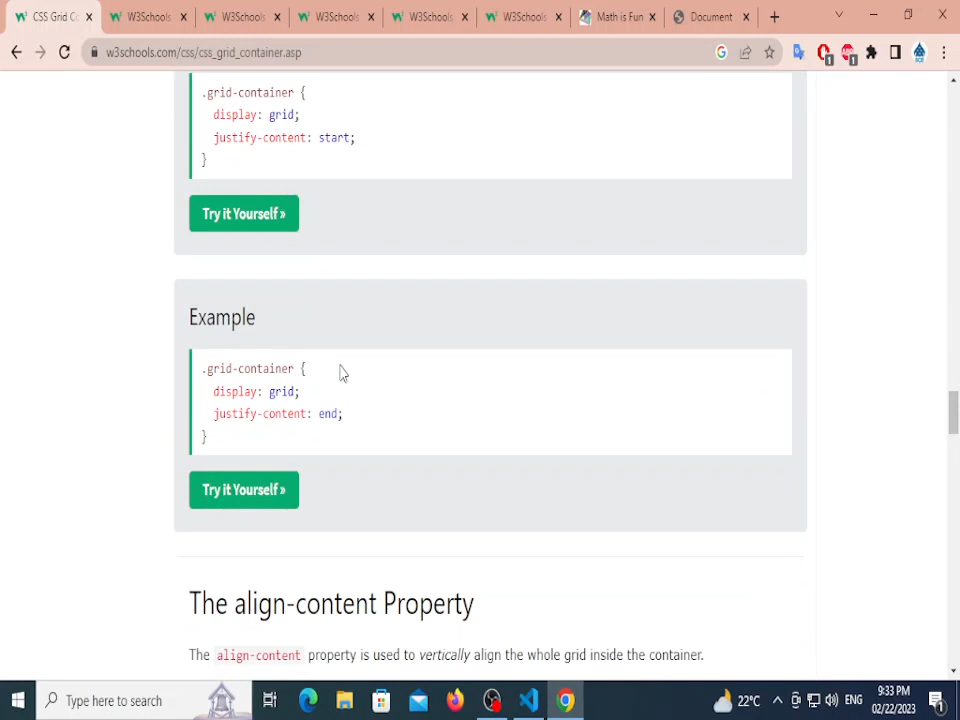 CSS Grid Co
W3Schools
W3Schools
W3Schools
W3Schools
W3Schools
Math is Fun
Document
w3schools.com/css/css_grid_container.asp
.grid-container {
display: grid;
justify-content: start;
}
Try it Yourself »
Example
.grid-container {
display: grid;
justify-content: end;
}
Try it Yourself »
The align-content Property
The align-content property is used to vertically align the whole grid inside the container.
Type here to search
22°C
ENG
9:33 PM
02/22/2023